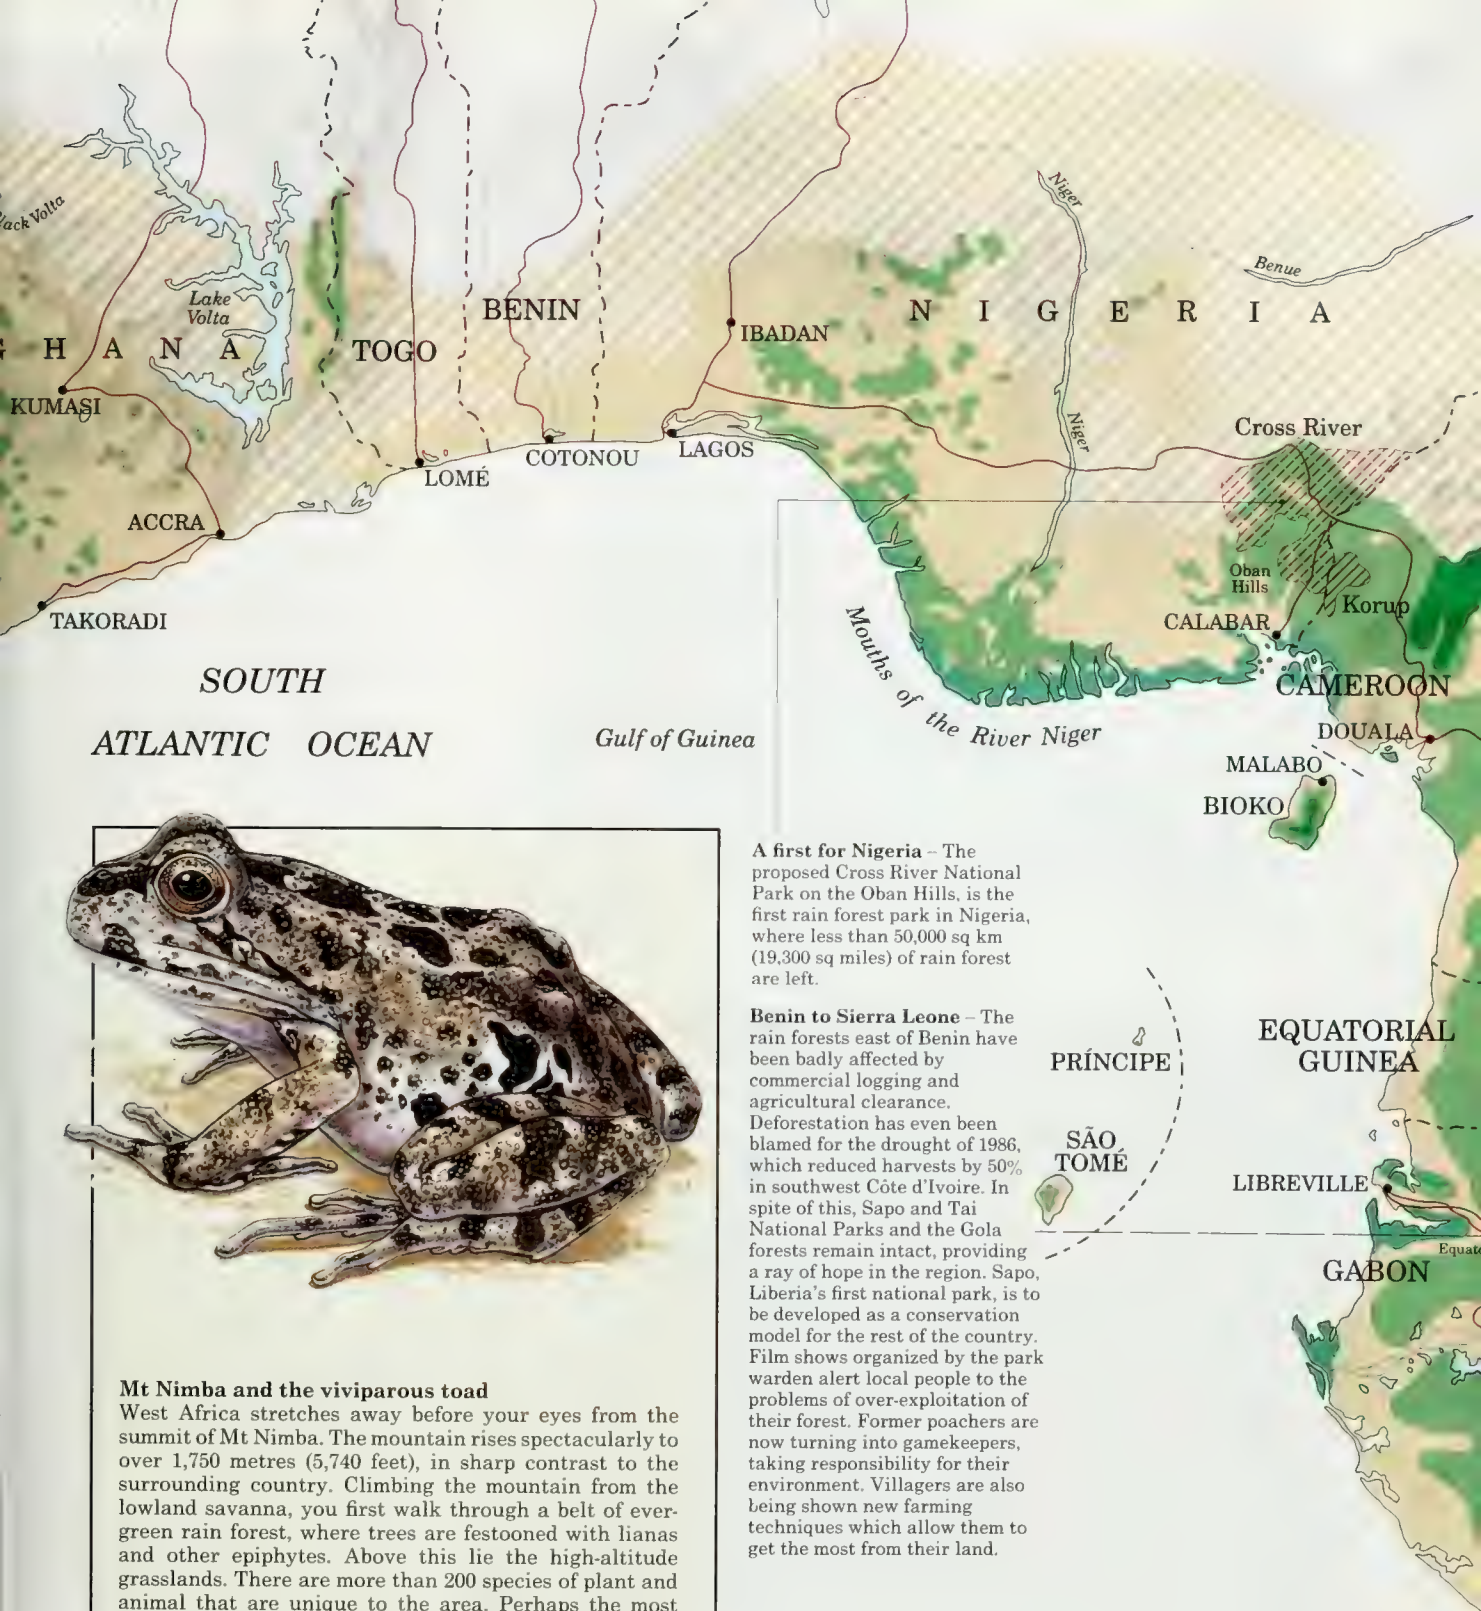 Black Volta
Niger
Benue
Lake
Volta
BENIN
N I G E R I A
G H A N A
TOGO
IBADAN
KUMASI
Niger
Cross River
LOMÉ
COTONOU
LAGOS
ACCRA
Oban
Hills
Korup
TAKORADI
CALABAR
Mouths of the River Niger
SOUTH
ATLANTIC OCEAN
Gulf of Guinea
CAMEROON
DOUALA
MALABO
BIOKO
A first for Nigeria – The
proposed Cross River National
Park on the Oban Hills, is the
first rain forest park in Nigeria,
where less than 50,000 sq km
(19,300 sq miles) of rain forest
are left.
Benin to Sierra Leone – The
rain forests east of Benin have
been badly affected by
commercial logging and
agricultural clearance.
Deforestation has even been
blamed for the drought of 1986,
which reduced harvests by 50%
in southwest Côte d'Ivoire. In
spite of this, Sapo and Tai
National Parks and the Gola
forests remain intact, providing
a ray of hope in the region. Sapo,
Liberia's first national park, is to
be developed as a conservation
model for the rest of the country.
Film shows organized by the park
warden alert local people to the
problems of over-exploitation of
their forest. Former poachers are
now turning into gamekeepers,
taking responsibility for their
environment. Villagers are also
being shown new farming
techniques which allow them to
get the most from their land.
PRÍNCIPE
EQUATORIAL
GUINEA
SÃO
TOMÉ
LIBREVILLE
GABON
Mt Nimba and the viviparous toad
West Africa stretches away before your eyes from the
summit of Mt Nimba. The mountain rises spectacularly to
over 1,750 metres (5,740 feet), in sharp contrast to the
surrounding country. Climbing the mountain from the
lowland savanna, you first walk through a belt of ever-
green rain forest, where trees are festooned with lianas
and other epiphytes. Above this lie the high-altitude
grasslands. There are more than 200 species of plant and
animal that are unique to the area. Perhaps the most